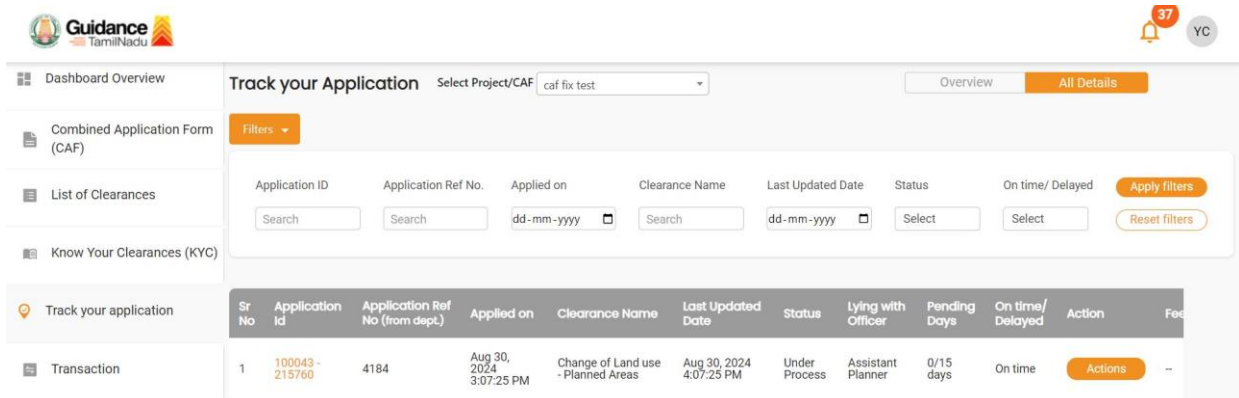 Guidance
TamilNadu
37
YC
Dashboard Overview
Track your Application
Select Project/CAF
caf fix test
Overview
All Details
Combined Application Form
(CAF)
Filters
List of Clearances
Application ID
Application Ref No.
Applied on
Clearance Name
Last Updated Date
Status
On time/ Delayed
Apply filters
Search
Search
dd-mm-yyyy
Search
dd-mm-yyyy
Select
Select
Reset filters
Know Your Clearances (KYC)
Track your application
Sr
No
Application
Id
Application Ref
No (from dept.)
Applied on
Clearance Name
Last Updated
Date
Status
Lying with
Officer
Pending
Days
On time/
Delayed
Action
Fee
Transaction
1
100043 -
215760
4184
Aug 30,
2024
3:07:25 PM
Change of Land use
- Planned Areas
Aug 30, 2024
4:07:25 PM
Under
Process
Assistant
Planner
0/15
days
On time
Actions
--